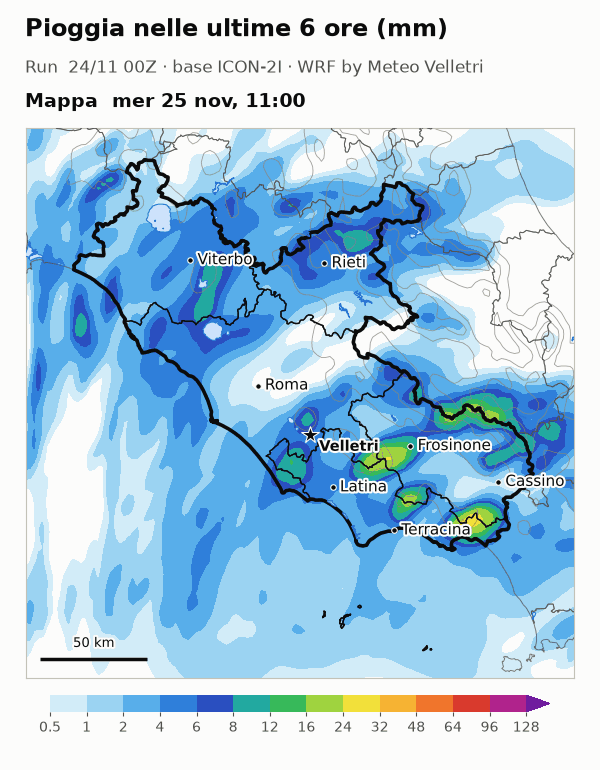 Pioggia nelle ultime 6 ore (mm)
Run  24/11 00Z · base ICON-2I · WRF by Meteo Velletri
Mappa  mer 25 nov, 11:00
Viterbo
Rieti
Roma
Velletri
Frosinone
Cassino
Latina
Terracina
50 km
0.5 1 2 4 6 8 12 16 24 32 48 64 96 128